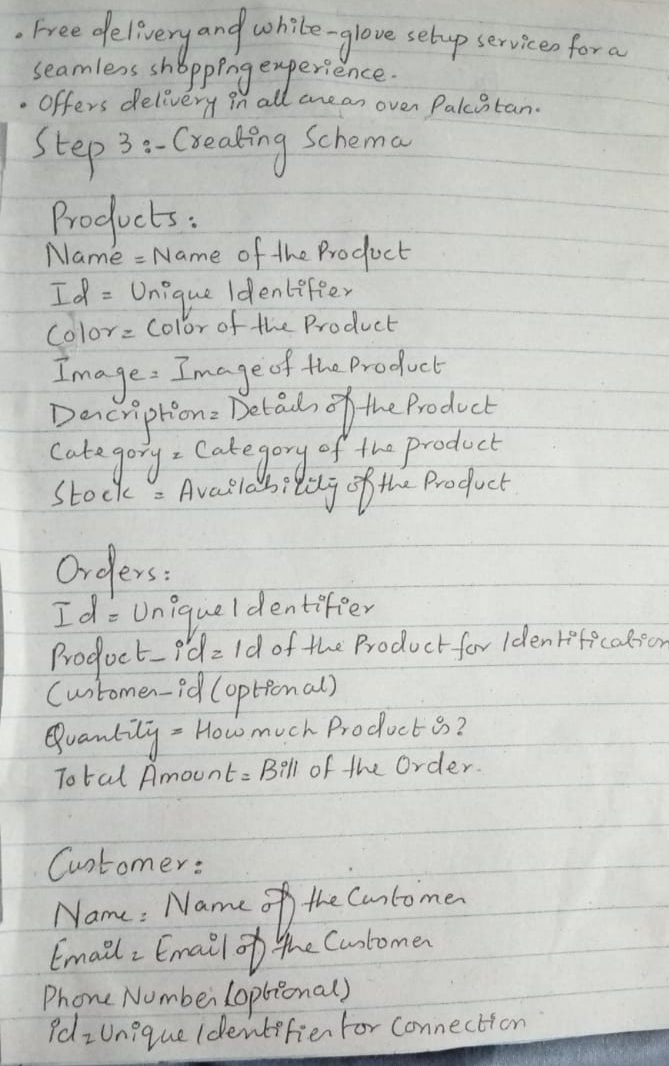 • Free delivery and white-glove setup services for a
seamless shopping experience.
• Offers delivery in all areas over Pakistan.
Step 3 :- Creating Schema
Products :
Name = Name of the Product
Id = Unique Identifier
Color = Color of the Product
Image = Image of the Product
Description = Details of the Product
Category = Category of the product
Stock = Availability of the Product
Orders :
Id = Unique Identifier
Product_id = Id of the Product for Identification
Customer-id (optional)
Quantity = How much Product is?
Total Amount = Bill of the Order.
Customer :
Name = Name of the Customer
Email = Email of the Customer
Phone Number (optional)
id = Unique Identifier for Connection